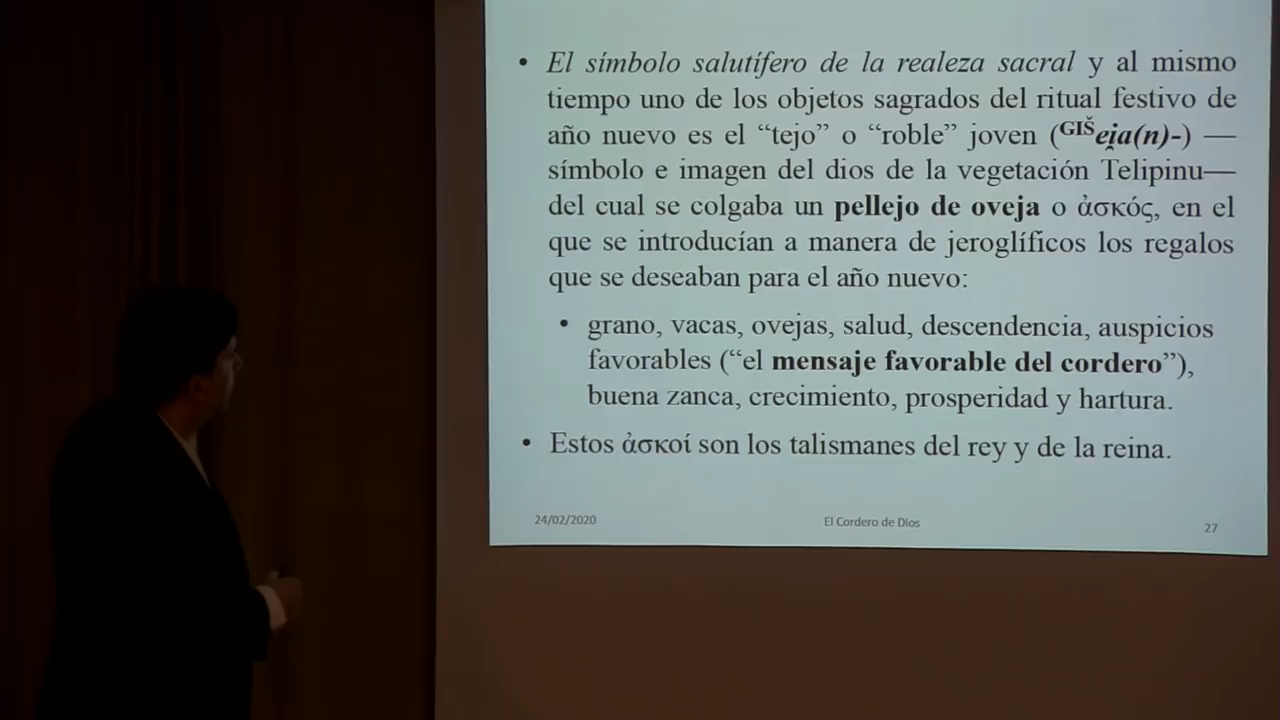 • El símbolo salutífero de la realeza sacral y al mismo
tiempo uno de los objetos sagrados del ritual festivo de
año nuevo es el “tejo” o “roble” joven (GIŠei̯a(n)-) —
símbolo e imagen del dios de la vegetación Telipinu—
del cual se colgaba un pellejo de oveja o ἀσκός, en el
que se introducían a manera de jeroglíficos los regalos
que se deseaban para el año nuevo:
• grano, vacas, ovejas, salud, descendencia, auspicios
favorables (“el mensaje favorable del cordero”),
buena zanca, crecimiento, prosperidad y hartura.
• Estos ἀσκοί son los talismanes del rey y de la reina.
24/02/2020 El Cordero de Dios 27